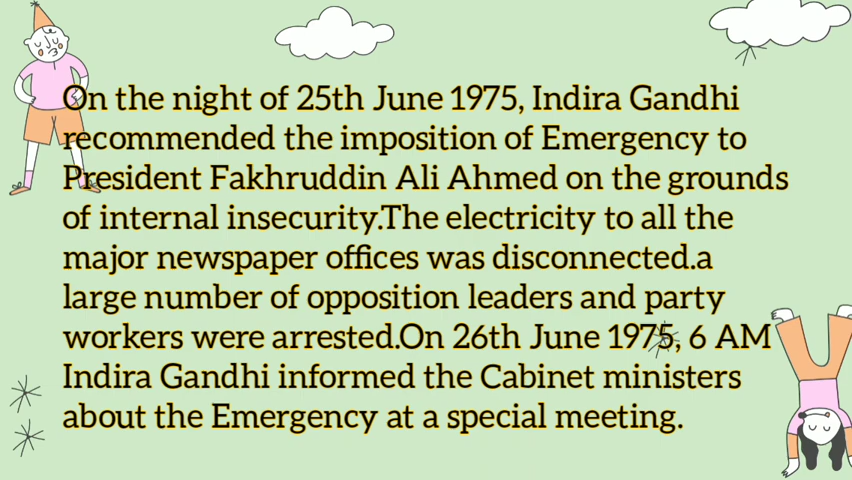 On the night of 25th June 1975, Indira Gandhi
recommended the imposition of Emergency to
President Fakhruddin Ali Ahmed on the grounds
of internal insecurity.The electricity to all the
major newspaper offices was disconnected.a
large number of opposition leaders and party
workers were arrested.On 26th June 1975, 6 AM
Indira Gandhi informed the Cabinet ministers
about the Emergency at a special meeting.